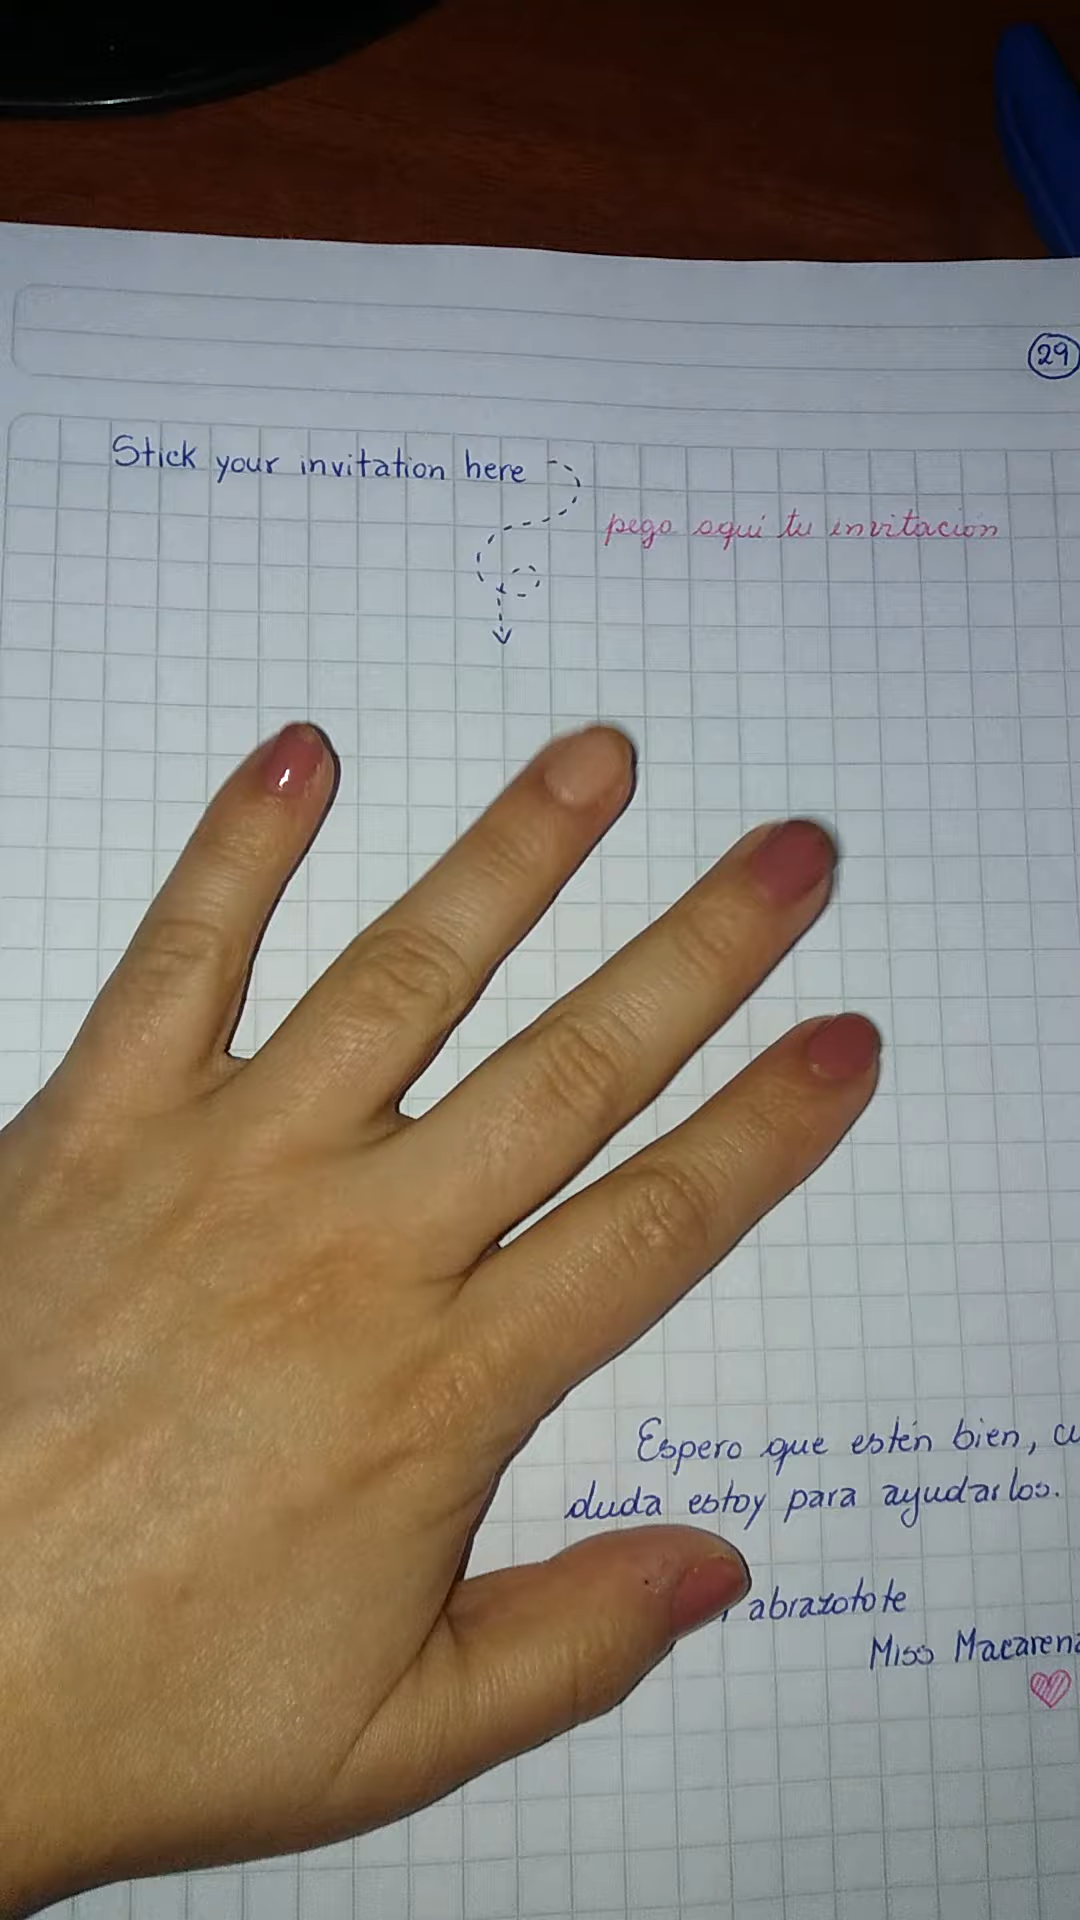 29
Stick your invitation here
pega aquí tu invitación
Espero que estén bien,
duda estoy para ayudarlos.
abrazotote
Miss Macarena